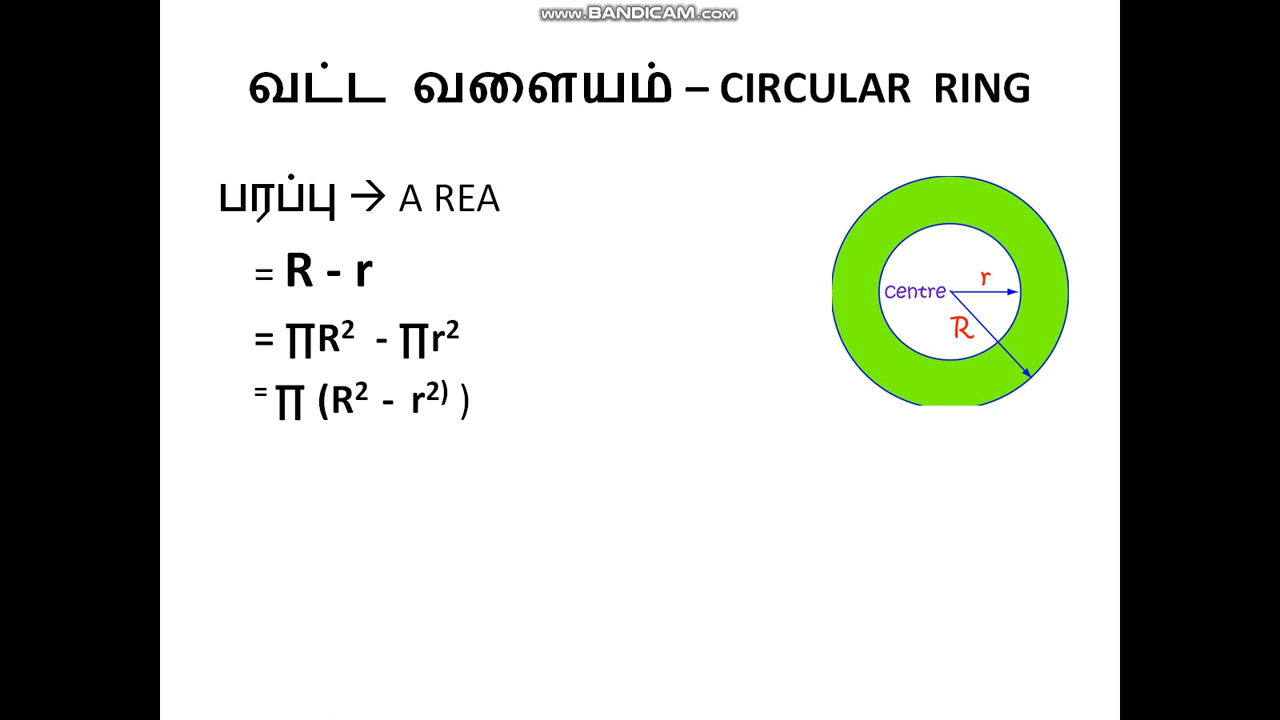 www.BANDICAM.com
வட்ட வளையம் – CIRCULAR RING
பரப்பு → A REA
= R - r
= ∏R² - ∏r²
= ∏ (R² - r²⁾ )
centre
r
R